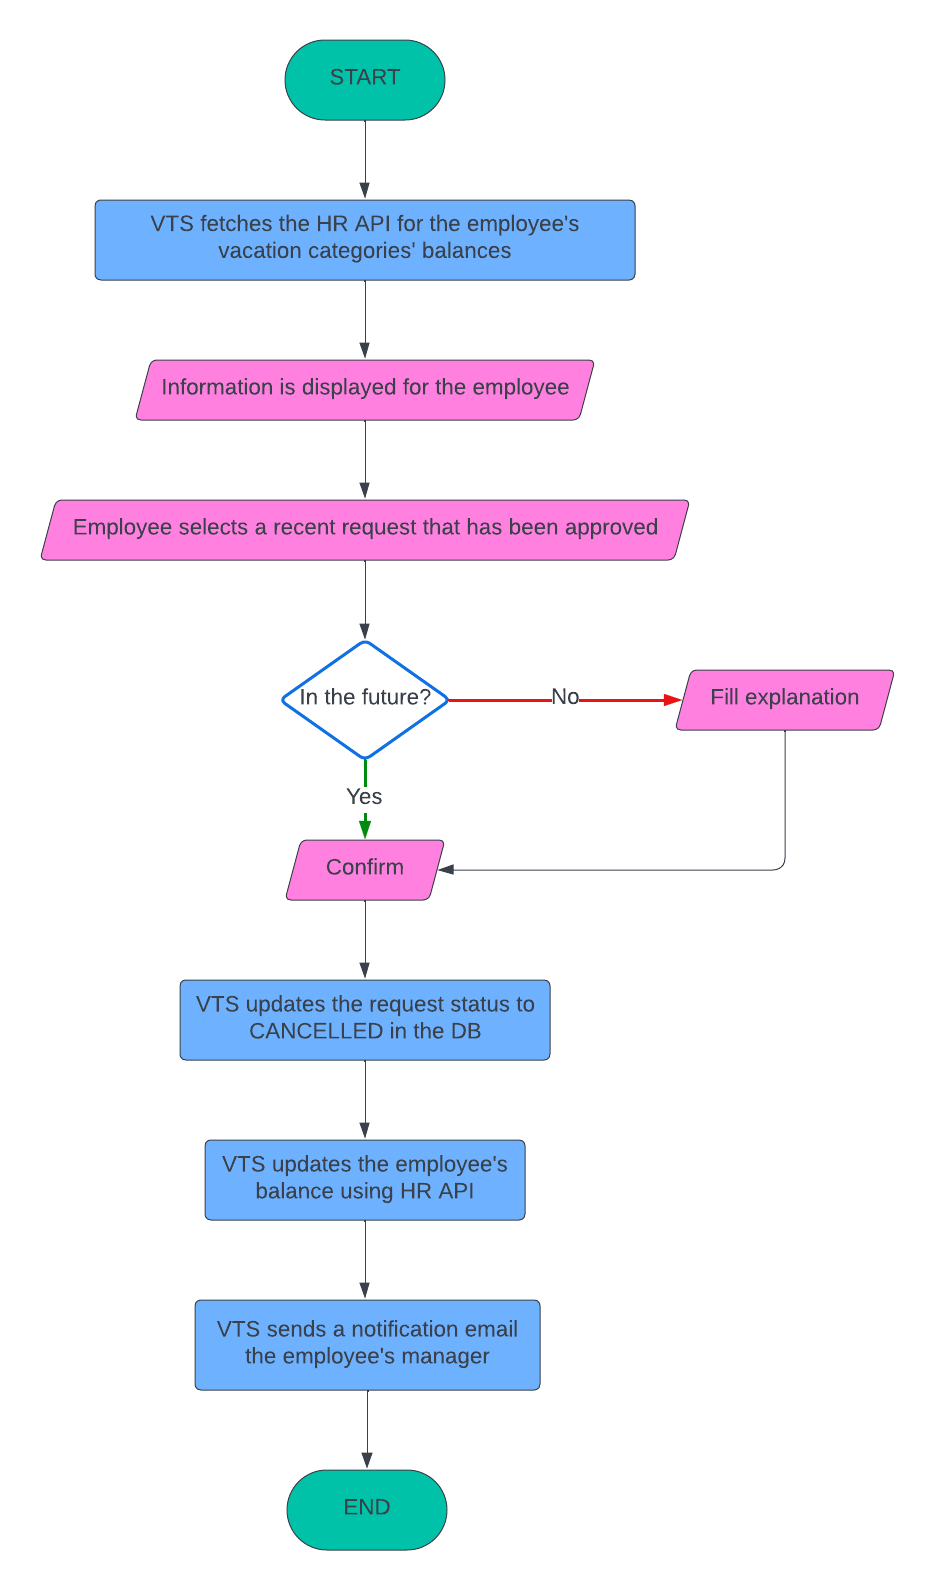 START
VTS fetches the HR API for the employee's
vacation categories' balances
Information is displayed for the employee
Employee selects a recent request that has been approved
In the future?
No
Fill explanation
Yes
Confirm
VTS updates the request status to
CANCELLED in the DB
VTS updates the employee's
balance using HR API
VTS sends a notification email
the employee's manager
END